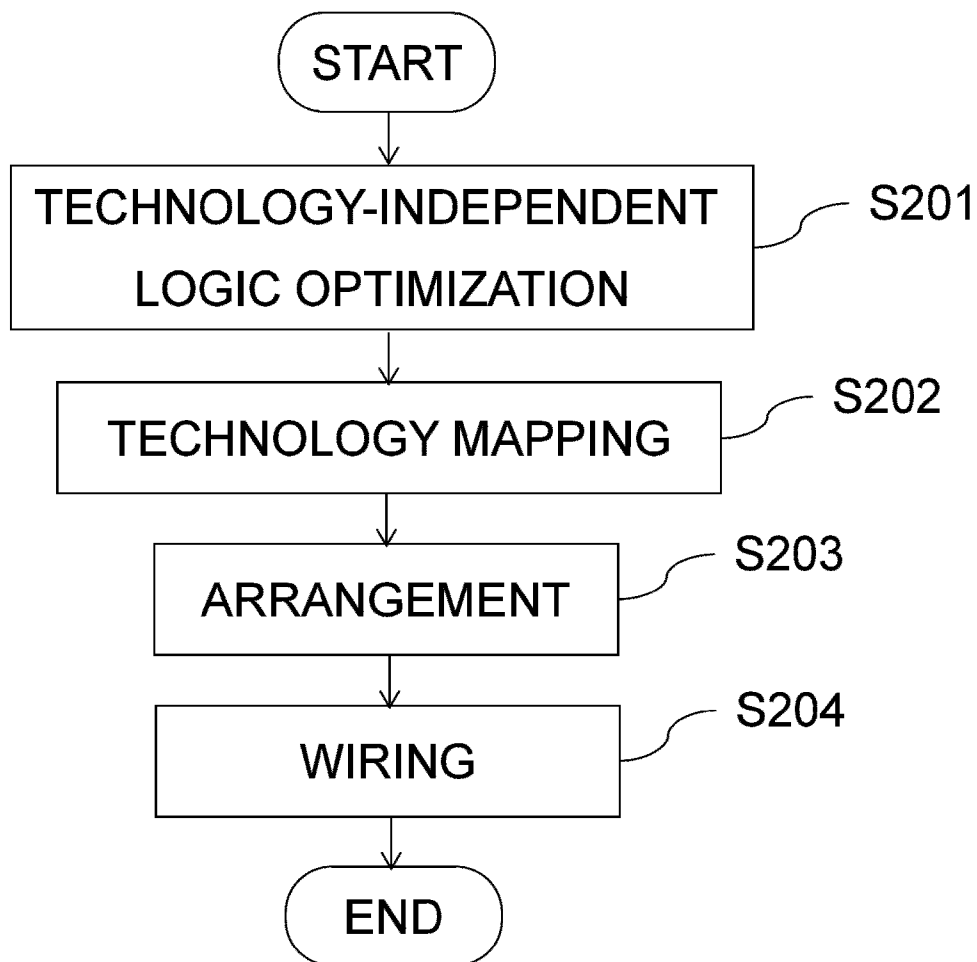 START
TECHNOLOGY-INDEPENDENT
LOGIC OPTIMIZATION
S201
TECHNOLOGY MAPPING
S202
ARRANGEMENT
S203
WIRING
S204
END